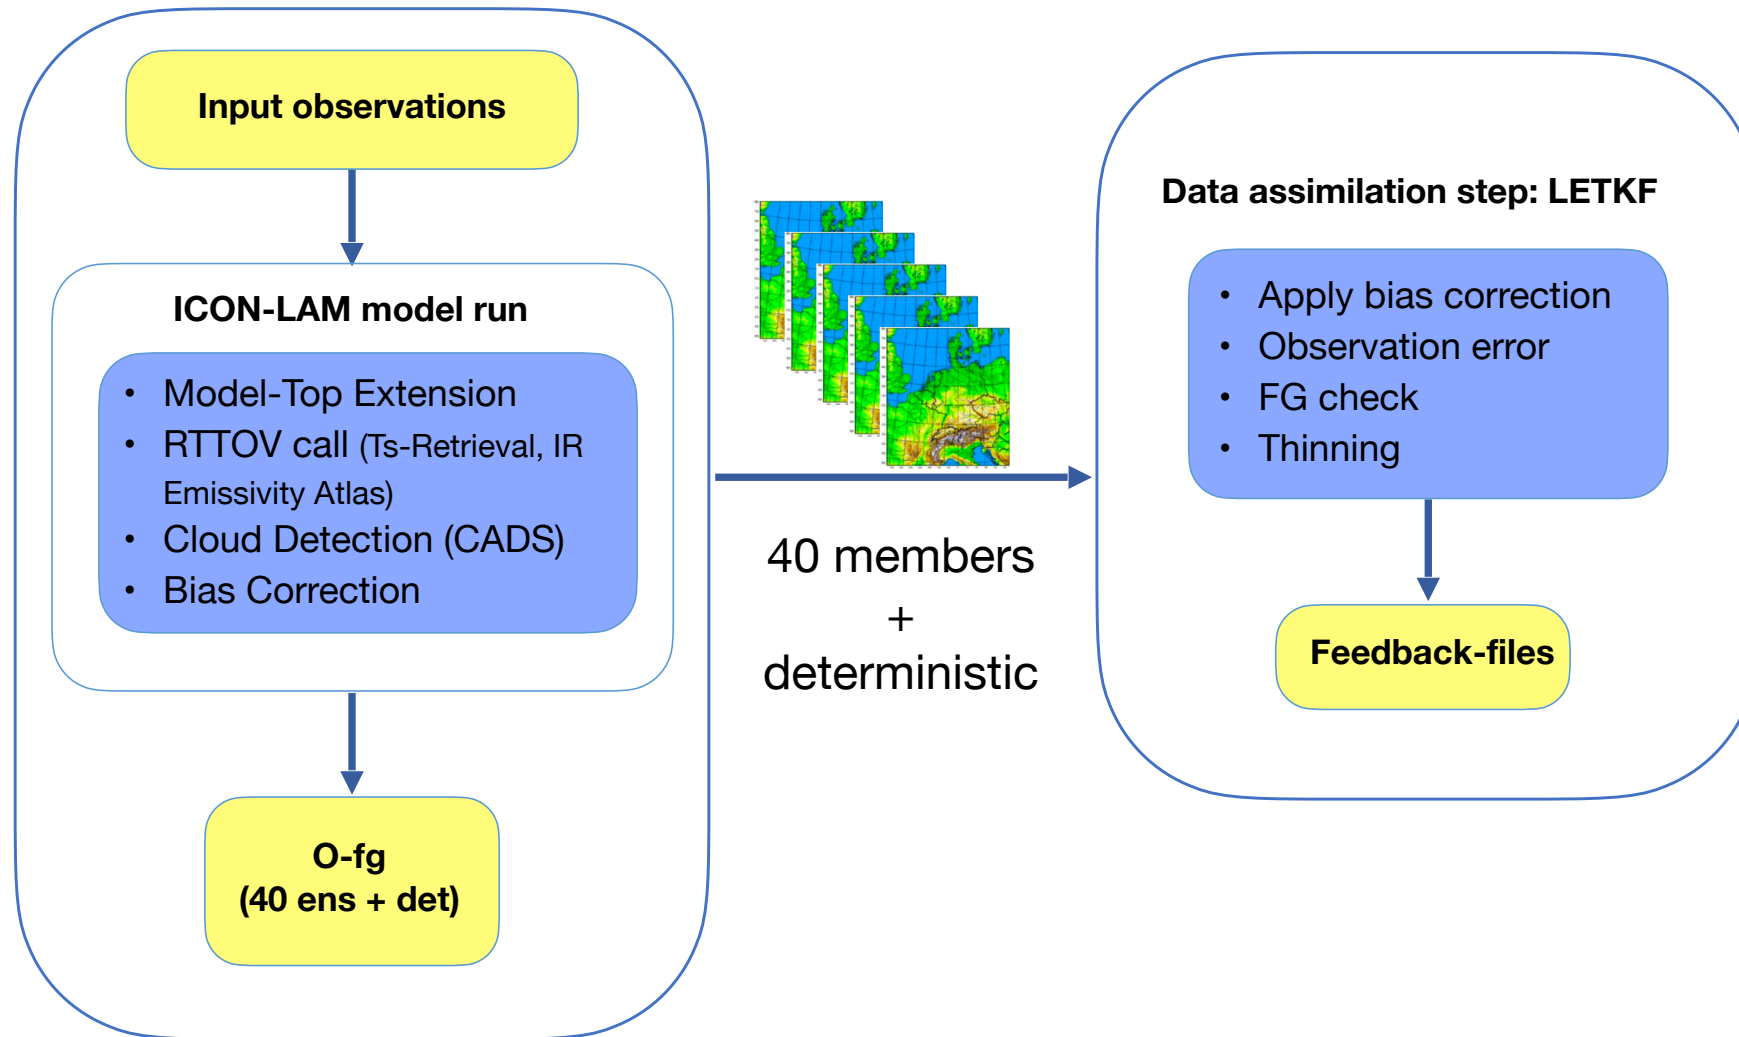 Input observations
ICON-LAM model run
• Model-Top Extension
• RTTOV call (Ts-Retrieval, IR
Emissivity Atlas)
• Cloud Detection (CADS)
• Bias Correction
O-fg
(40 ens + det)
40 members
+
deterministic
Data assimilation step: LETKF
• Apply bias correction
• Observation error
• FG check
• Thinning
Feedback-files